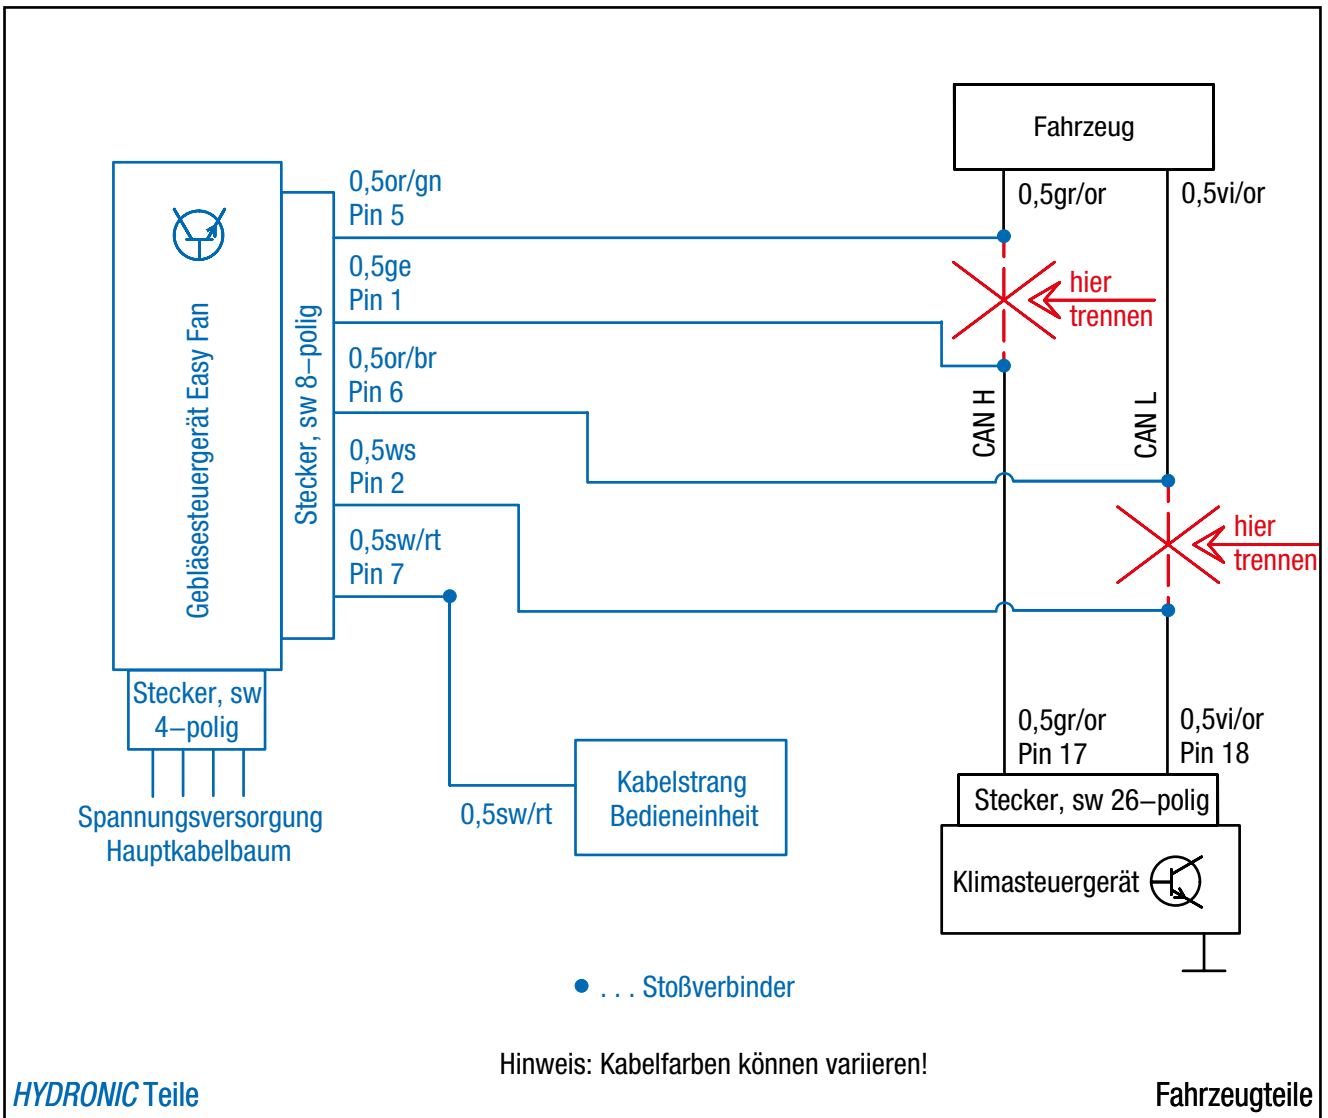 Fahrzeug
0,5gr/or
0,5vi/or
0,5or/gn
Pin 5
0,5ge
Pin 1
0,5or/br
Pin 6
0,5ws
Pin 2
0,5sw/rt
Pin 7
Gebläsesteuergerät Easy Fan
Stecker, sw 8–polig
hier
trennen
CAN H
CAN L
hier
trennen
Stecker, sw
4–polig
Spannungsversorgung
Hauptkabelbaum
0,5sw/rt
Kabelstrang
Bedieneinheit
0,5gr/or
Pin 17
0,5vi/or
Pin 18
Stecker, sw 26–polig
Klimasteuergerät
. . . Stoßverbinder
Hinweis: Kabelfarben können variieren!
HYDRONIC Teile
Fahrzeugteile